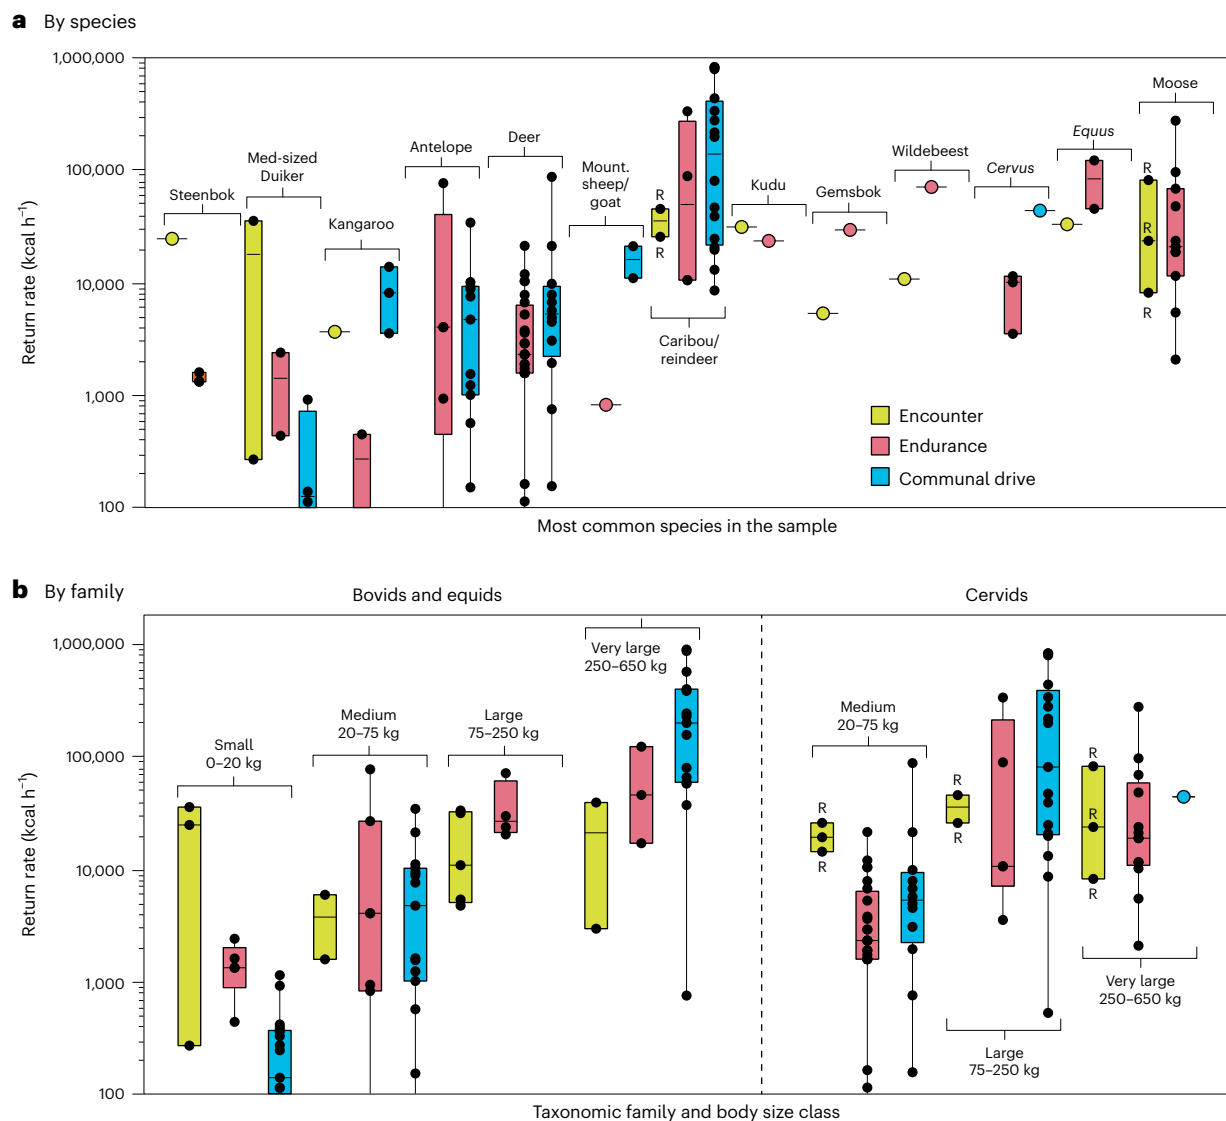 a By species
1,000,000
100,000
10,000
1,000
100
Return rate (kcal h⁻¹)
Steenbok
Med-sized
Duiker
Kangaroo
Antelope
Deer
Mount.
sheep/
goat
R
R
Caribou/
reindeer
Kudu
Gemsbok
Wildebeest
Cervus
Equus
Moose
R
R
R
Encounter
Endurance
Communal drive
Most common species in the sample
b By family
Bovids and equids
Cervids
1,000,000
100,000
10,000
1,000
100
Return rate (kcal h⁻¹)
Small
0–20 kg
Medium
20–75 kg
Large
75–250 kg
Very large
250–650 kg
Medium
20–75 kg
R
R
R
R
Large
75–250 kg
R
R
R
Very large
250–650 kg
Taxonomic family and body size class